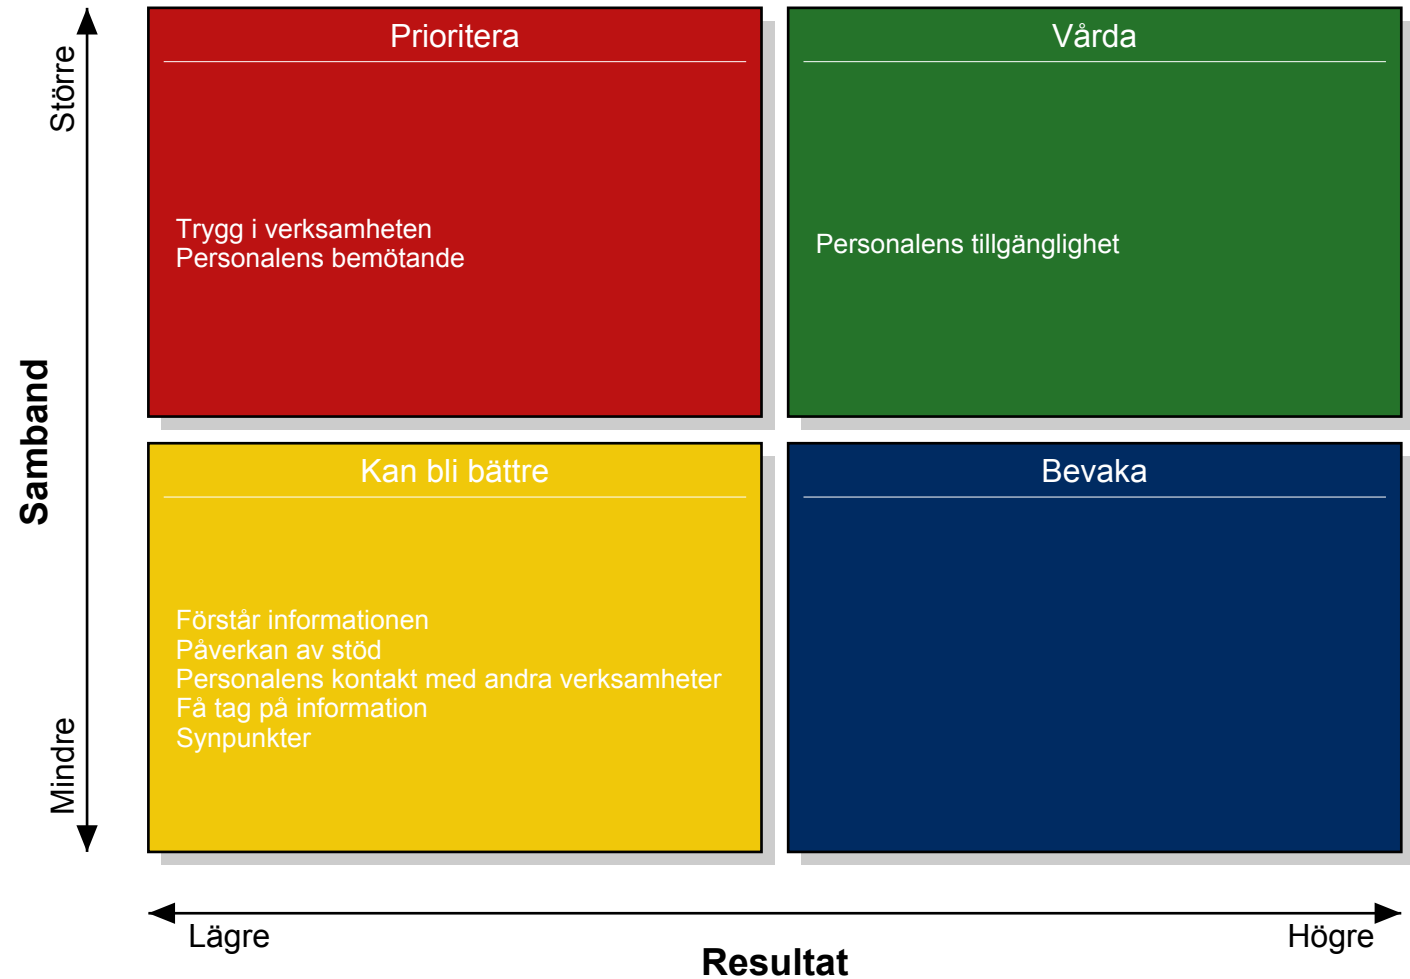 Samband
Större
Mindre
Prioritera
Trygg i verksamheten
Personalens bemötande
Vårda
Personalens tillgänglighet
Kan bli bättre
Förstår informationen
Påverkan av stöd
Personalens kontakt med andra verksamheter
Få tag på information
Synpunkter
Bevaka
Lägre
Högre
Resultat